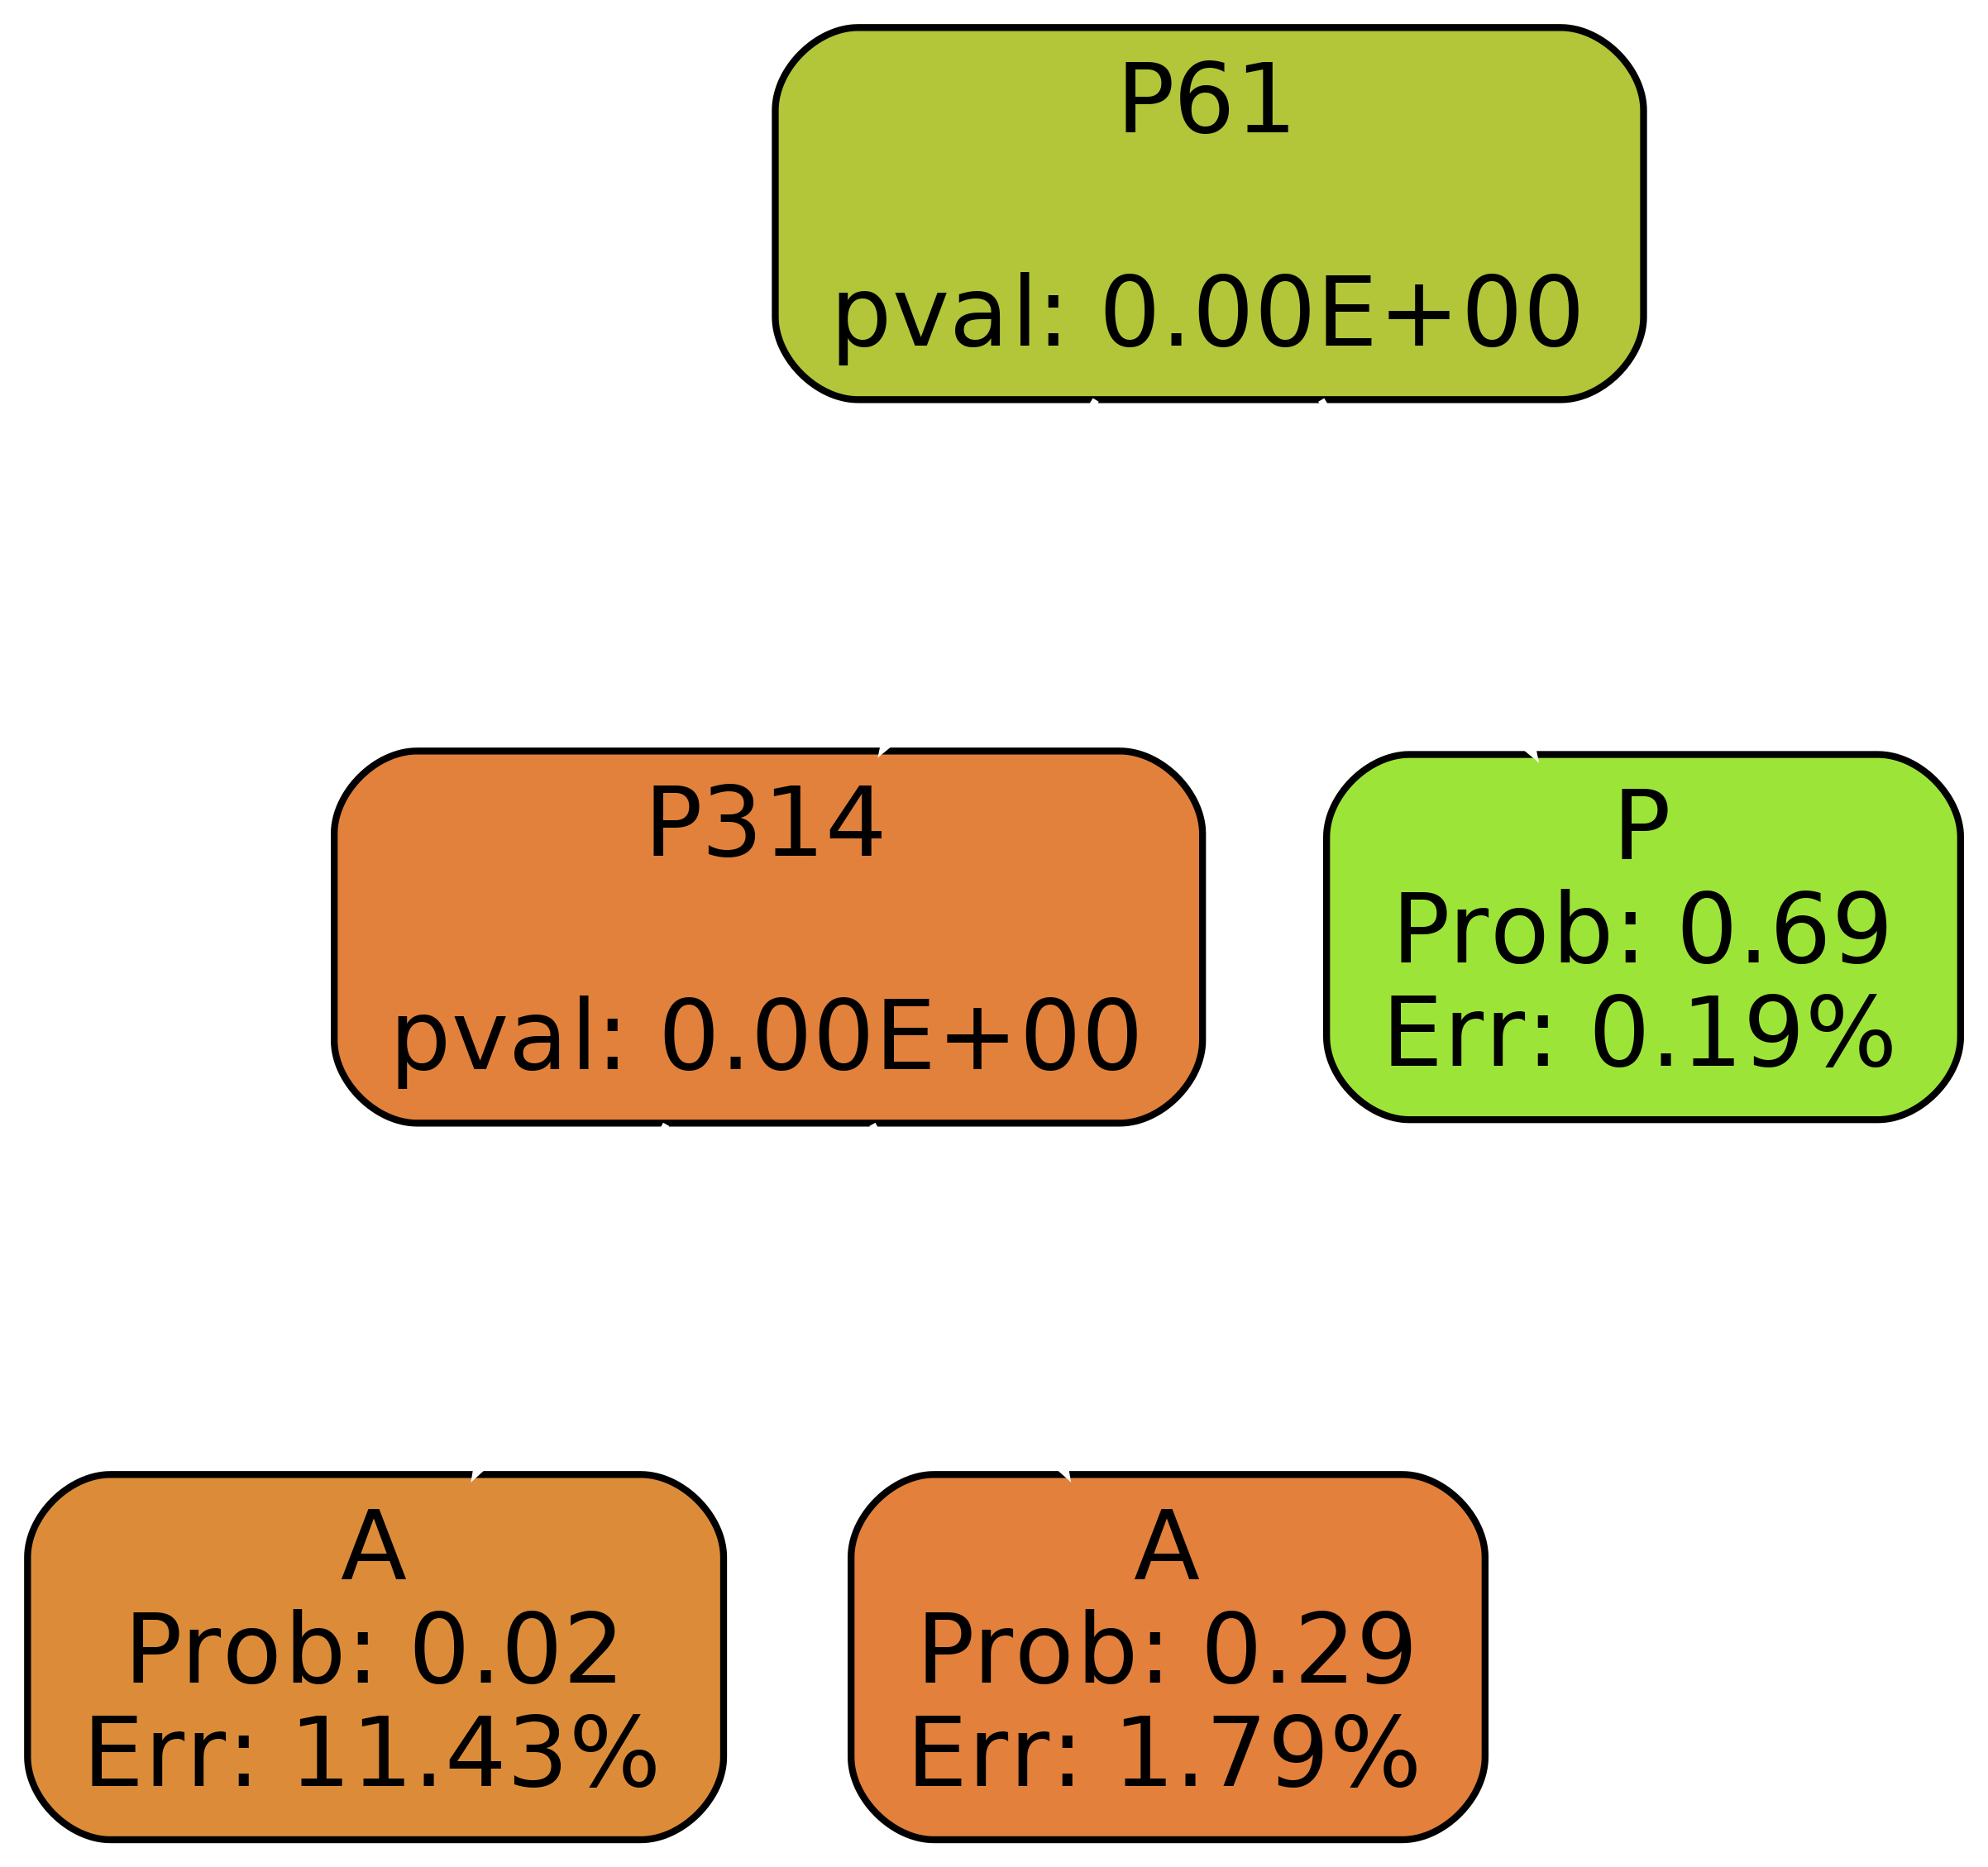 P61
pval: 0.00E+00
P314
pval: 0.00E+00
P
Prob: 0.69
Err: 0.19%
A
Prob: 0.02
Err: 11.43%
A
Prob: 0.29
Err: 1.79%